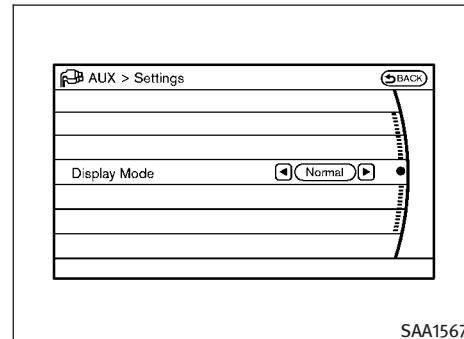 AUX > Settings
BACK
Display Mode
Normal
SAA1567